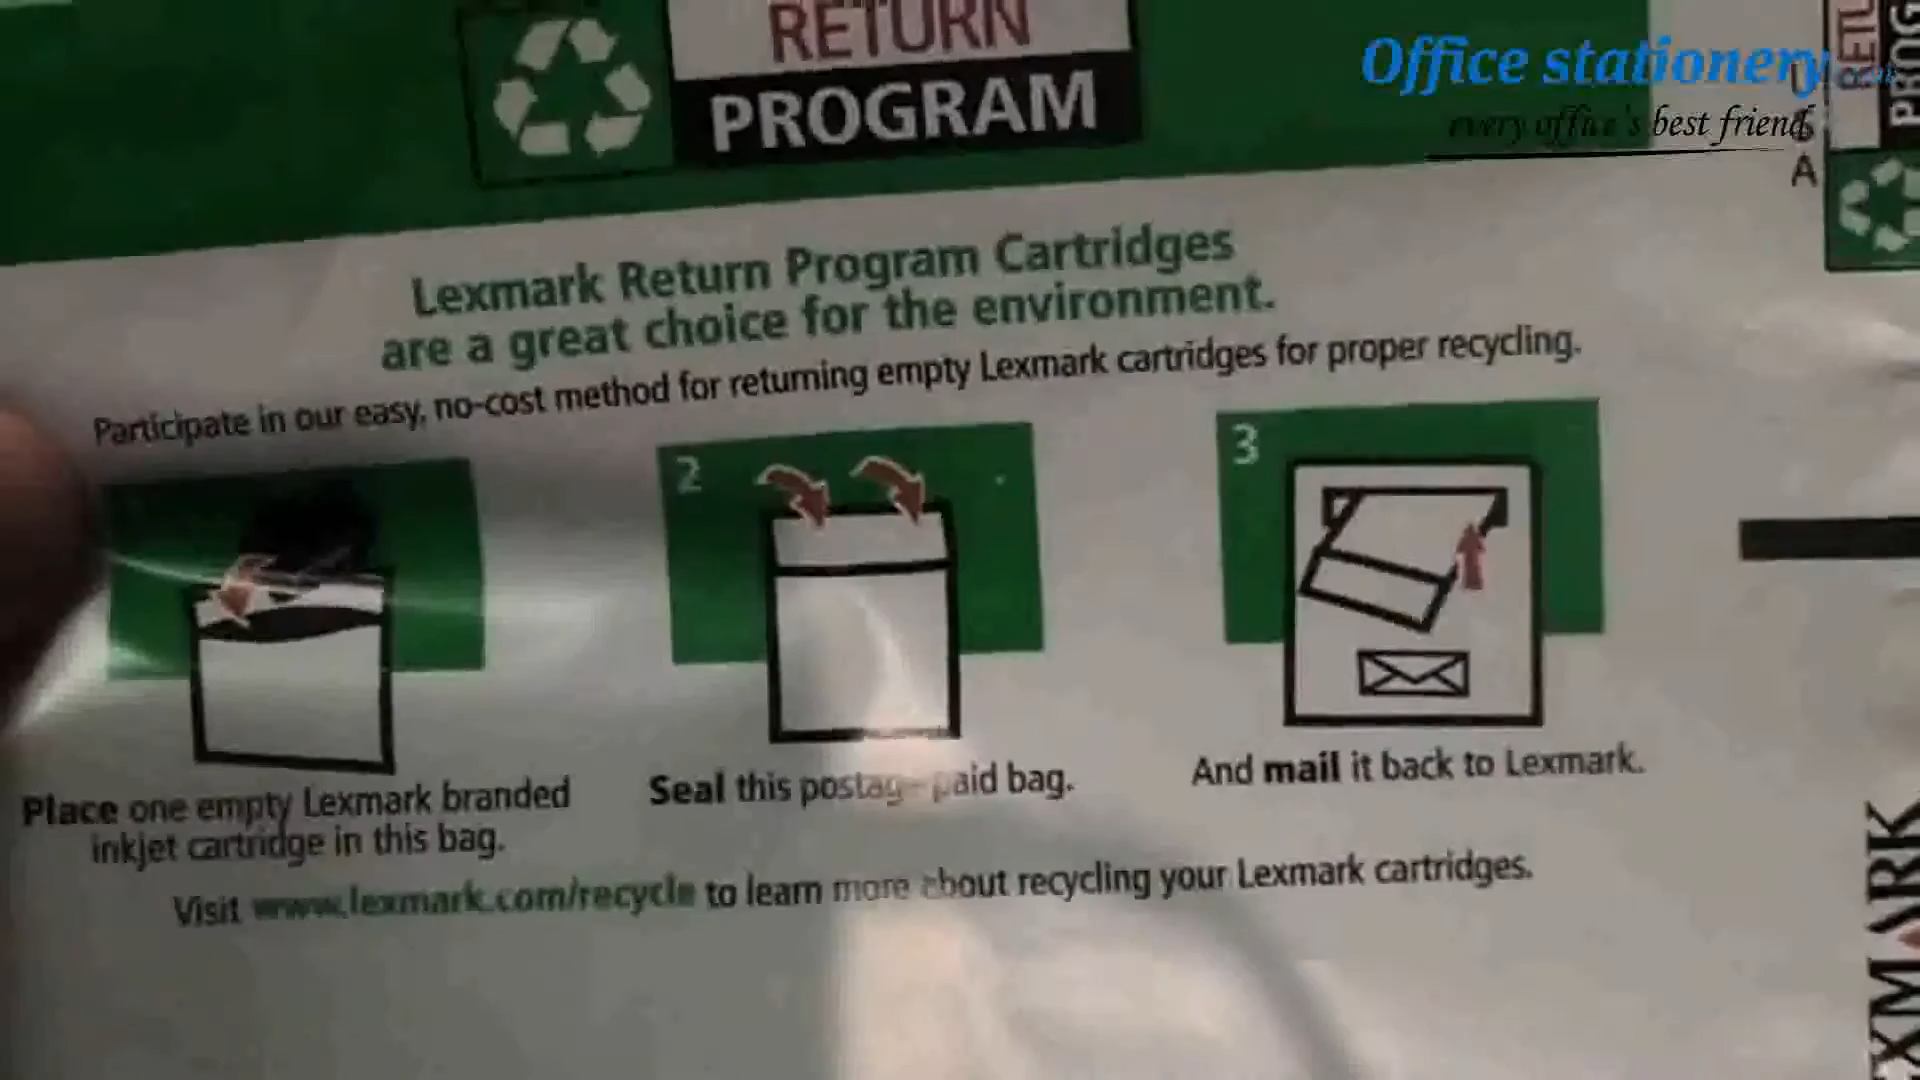 RETURN
PROGRAM
Office stationery
every office's best friend
Lexmark Return Program Cartridges
are a great choice for the environment.
Participate in our easy, no-cost method for returning empty Lexmark cartridges for proper recycling.
2
3
Place one empty Lexmark branded
inkjet cartridge in this bag.
Seal this postage-paid bag.
And mail it back to Lexmark.
Visit www.lexmark.com/recycle to learn more about recycling your Lexmark cartridges.